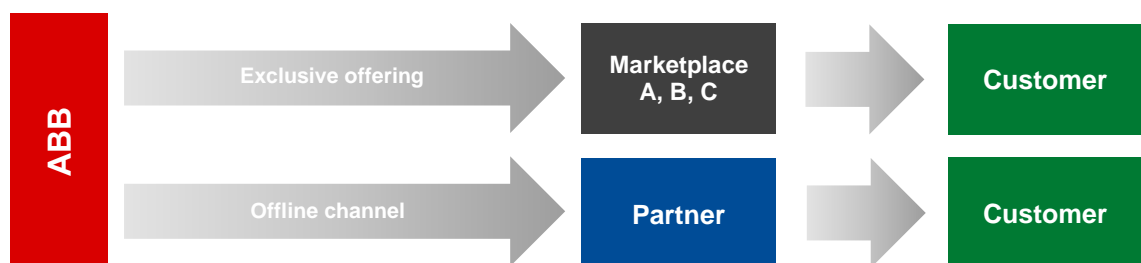 ABB
Exclusive offering
Marketplace
A, B, C
Customer
Offline channel
Partner
Customer